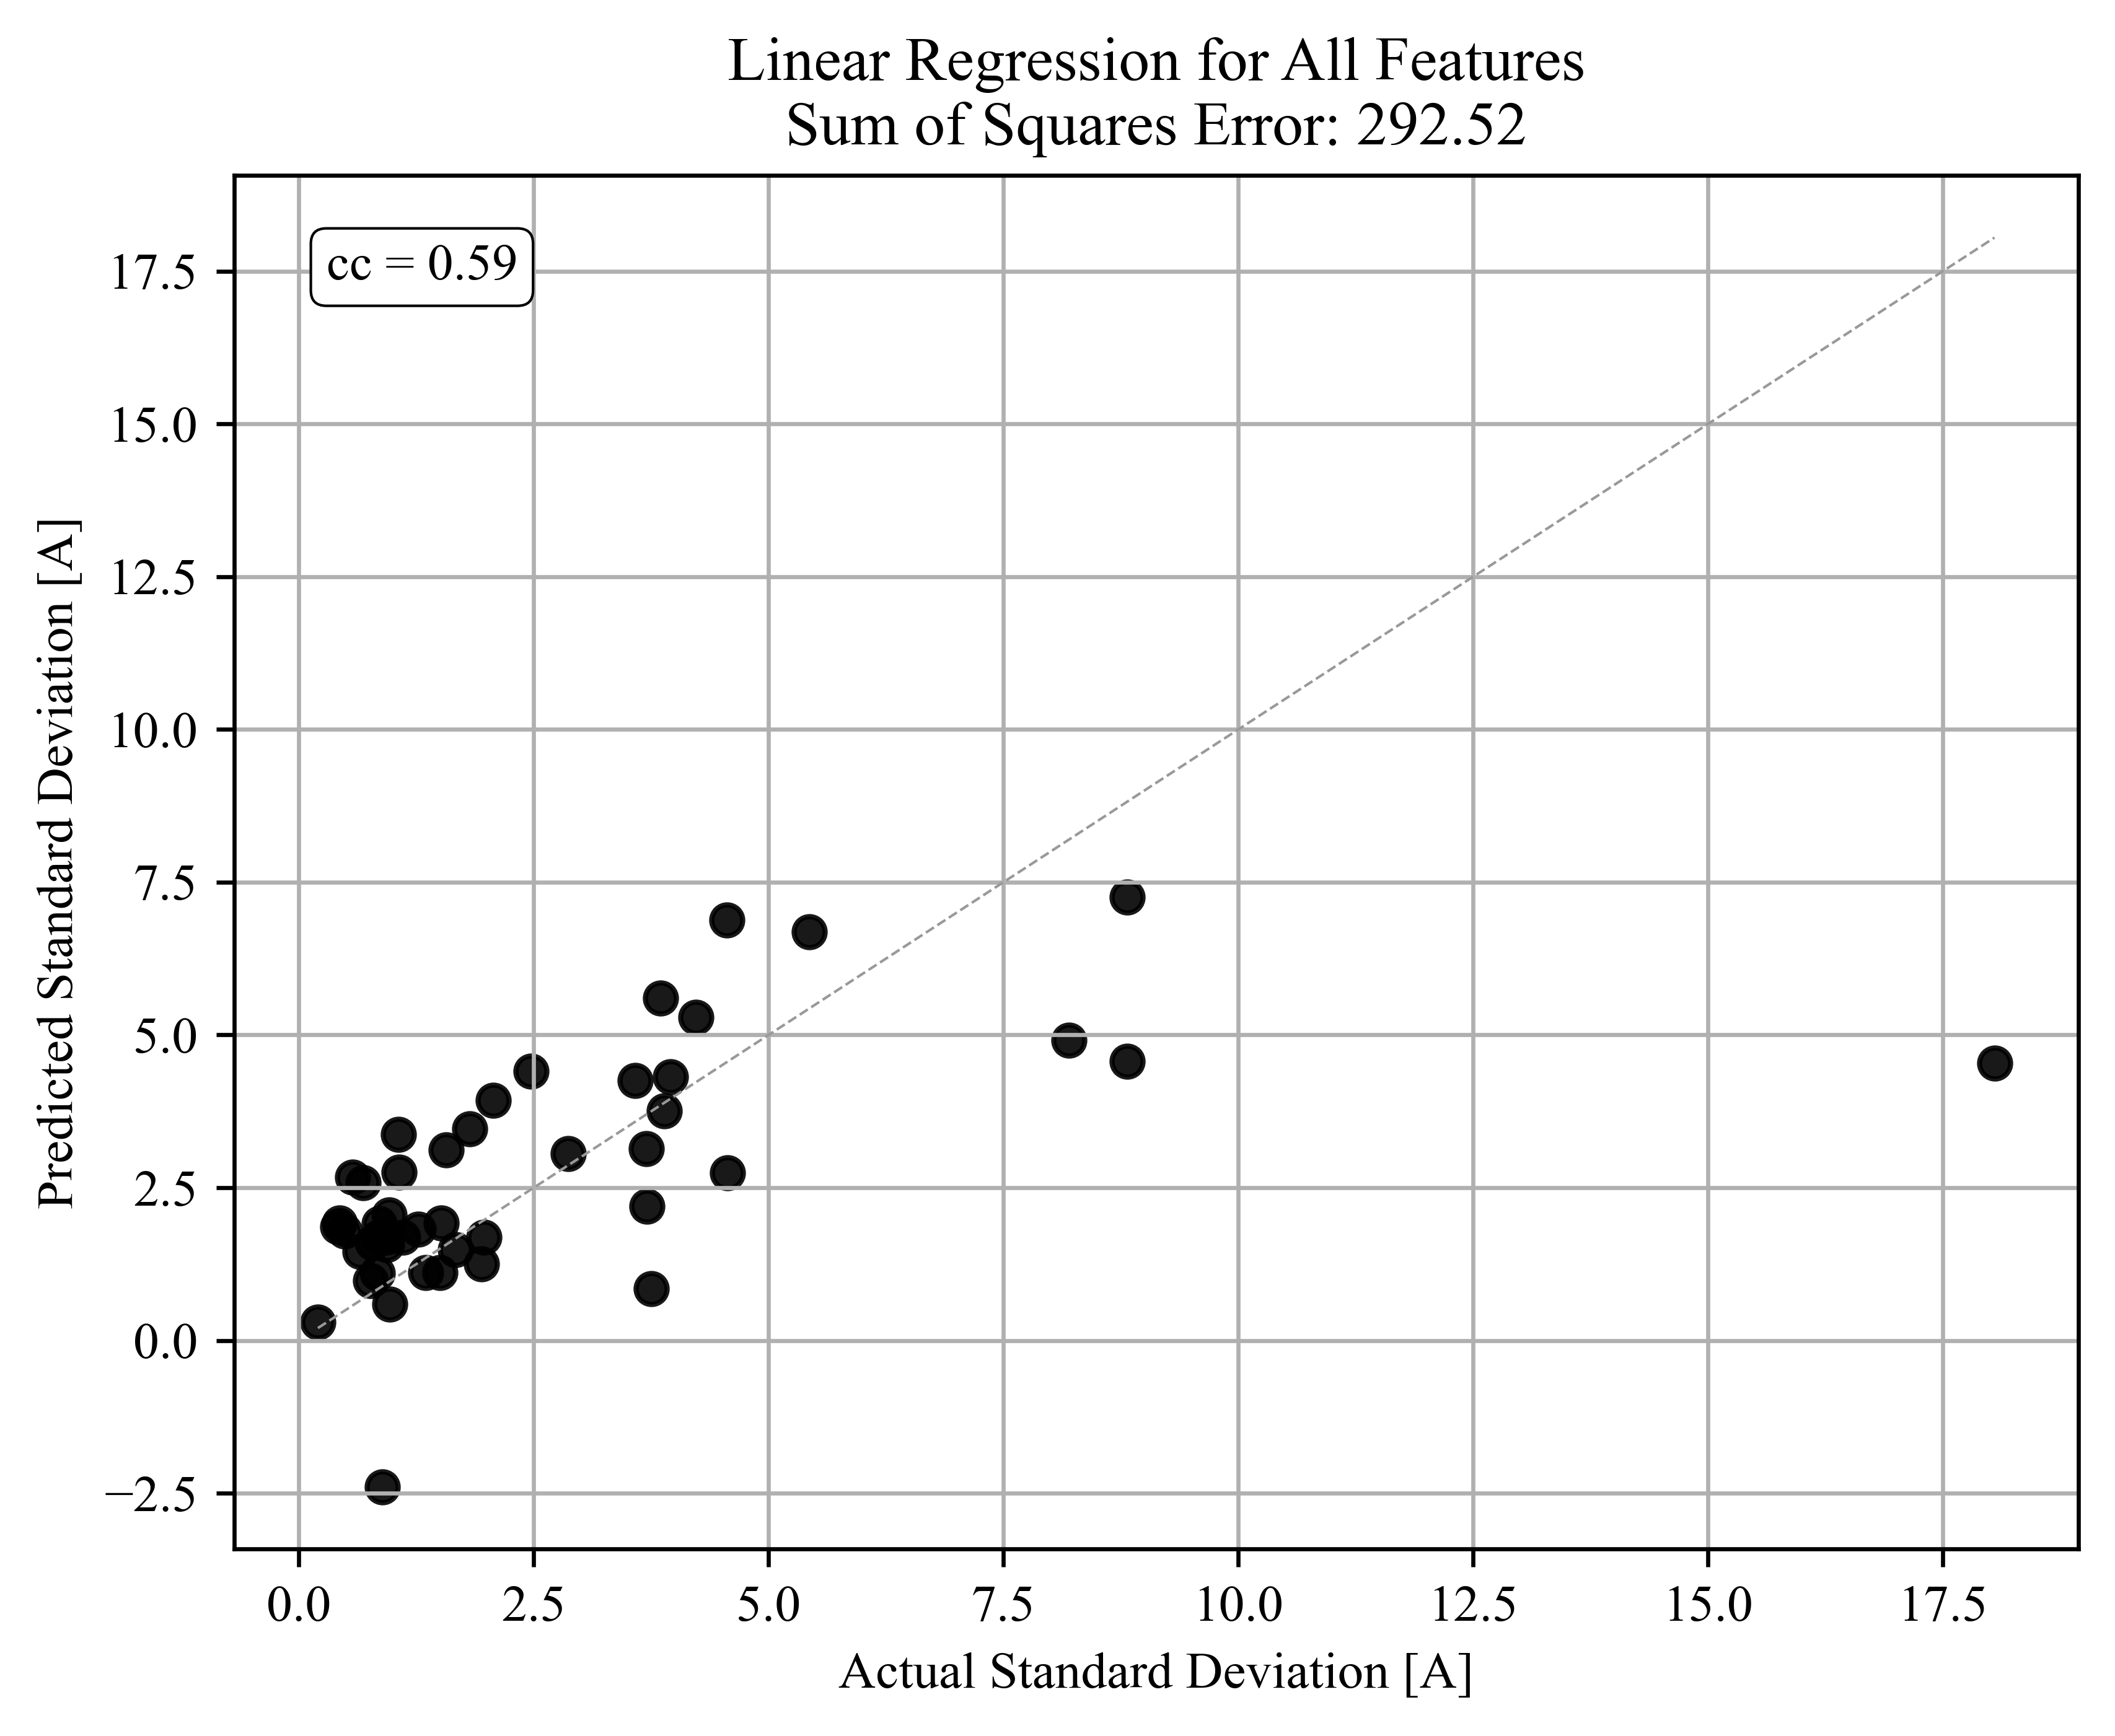 Linear Regression for All Features
Sum of Squares Error: 292.52
cc = 0.59
17.5
15.0
12.5
10.0
7.5
5.0
2.5
0.0
−2.5
Predicted Standard Deviation [A]
0.0 2.5 5.0 7.5 10.0 12.5 15.0 17.5
Actual Standard Deviation [A]